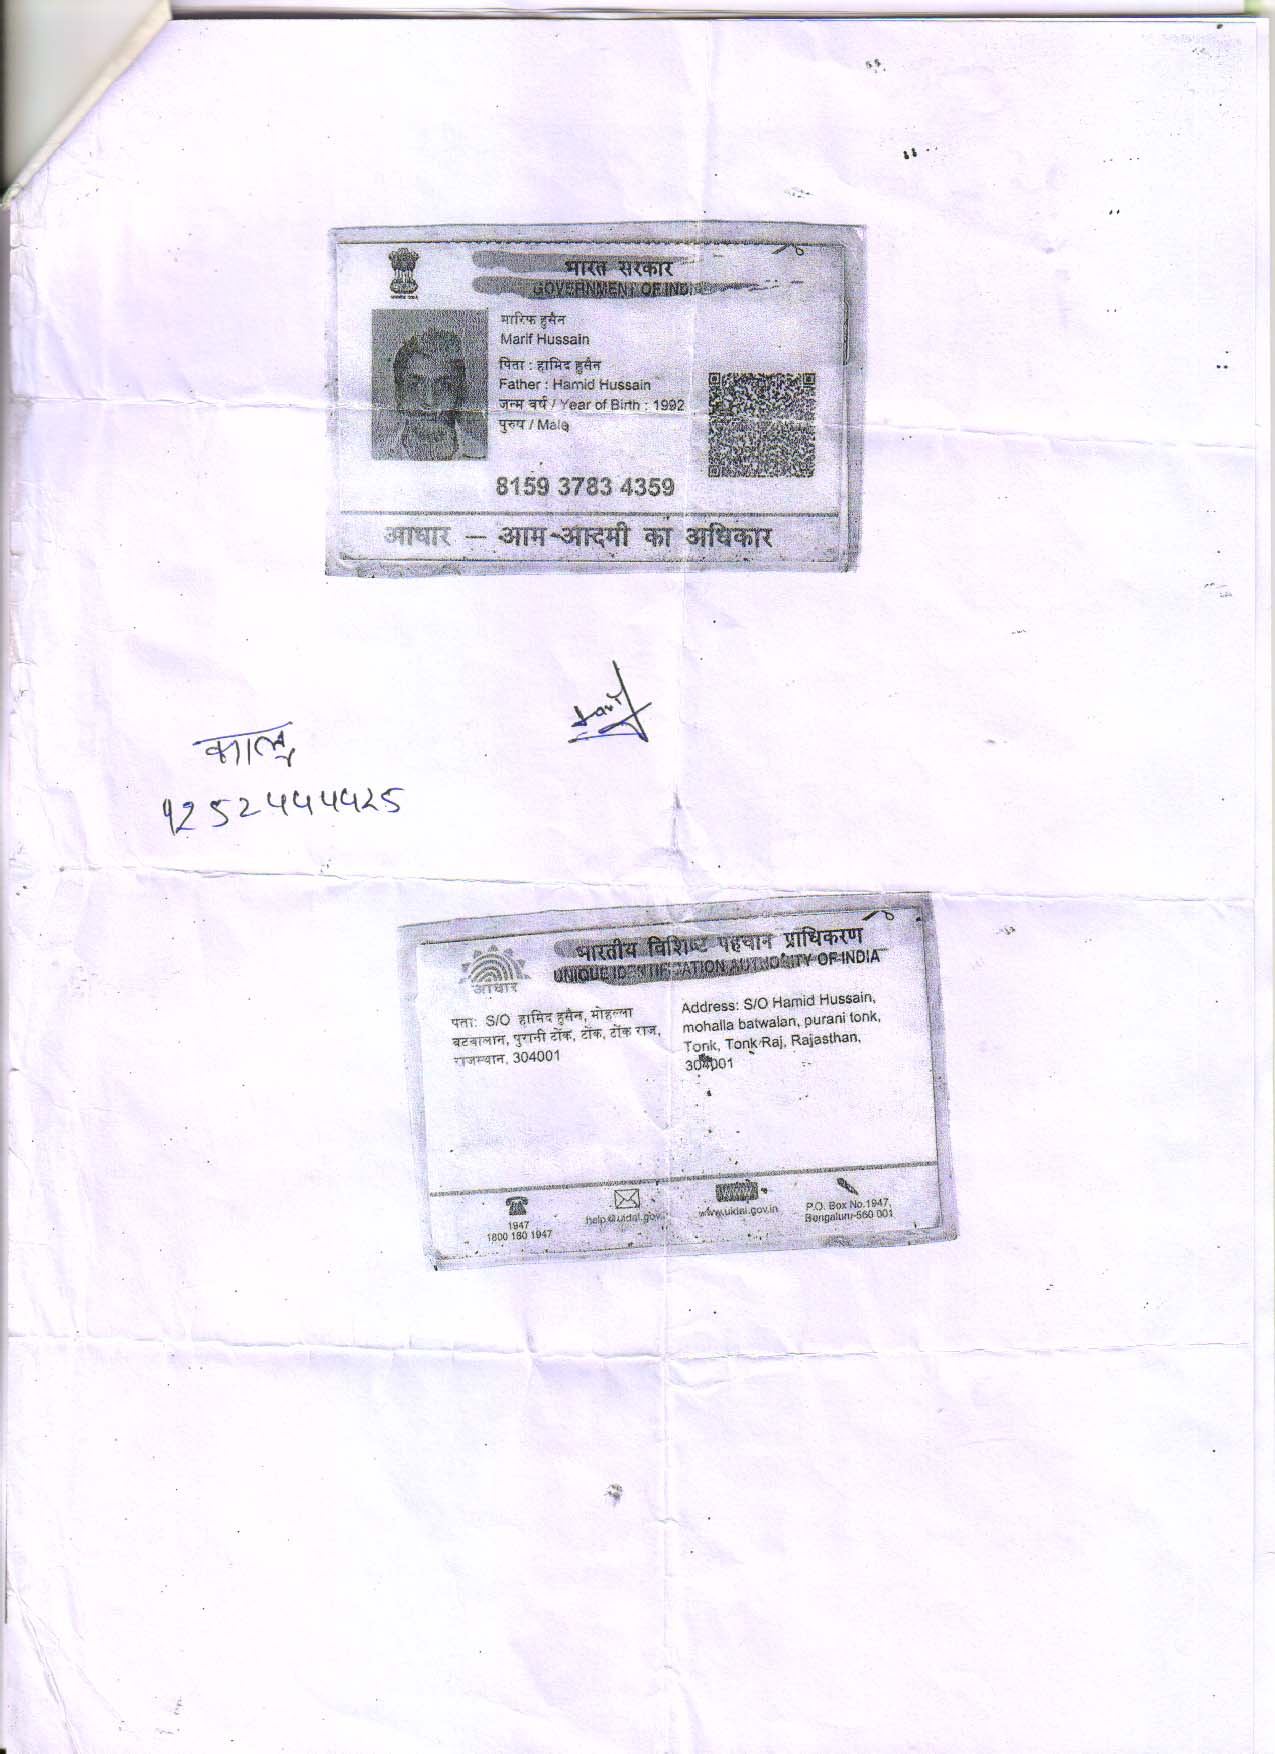 भारत सरकार
GOVERNMENT OF INDIA
मारिफ हुसैन
Marif Hussain
पिता : हामिद हुसैन
Father : Hamid Hussain
जन्म वर्ष / Year of Birth : 1992
पुरुष / Male
8159 3783 4359
आधार — आम-आदमी का अधिकार
कालू
9252444425
भारतीय विशिष्ट पहचान प्राधिकरण
UNIQUE IDENTIFICATION AUTHORITY OF INDIA
आधार
पता: S/O हामिद हुसैन, मोहल्ला
बटवालान, पुरानी टोंक, टोंक, टोंक राज,
राजस्थान, 304001
Address: S/O Hamid Hussain,
mohalla batwalan, purani tonk,
Tonk, Tonk Raj, Rajasthan,
304001
1947
1800 180 1947
help@uidai.gov.
www
www.uidai.gov.in
P.O. Box No.1947,
Bengaluru-560 001